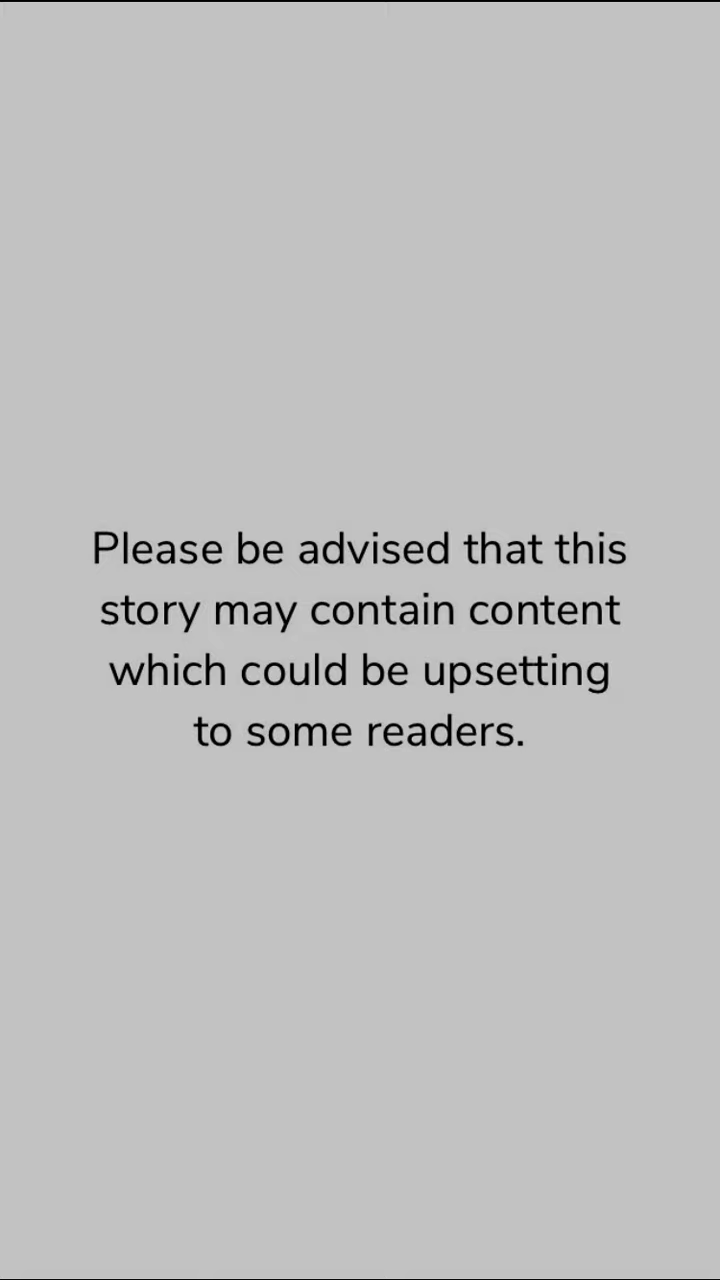 Please be advised that this
story may contain content
which could be upsetting
to some readers.